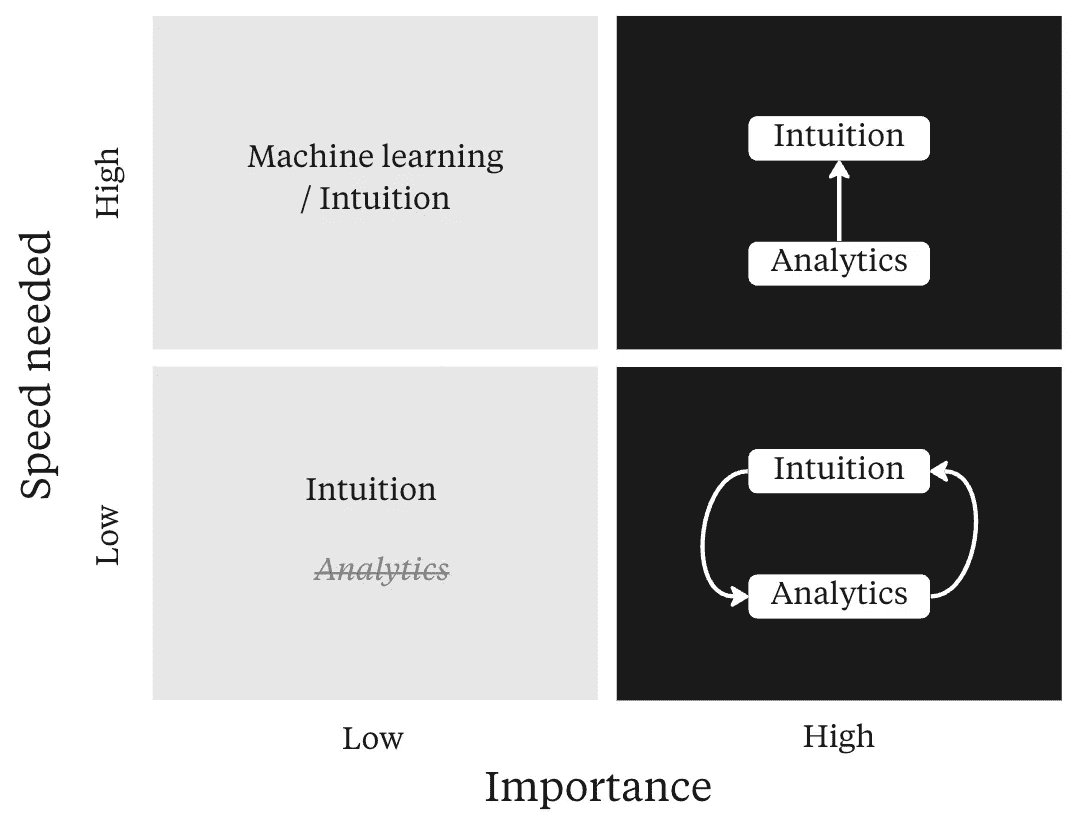 Speed needed
High
Machine learning
/ Intuition
Intuition
Analytics
Low
Intuition
Analytics
Intuition
Analytics
Low
High
Importance